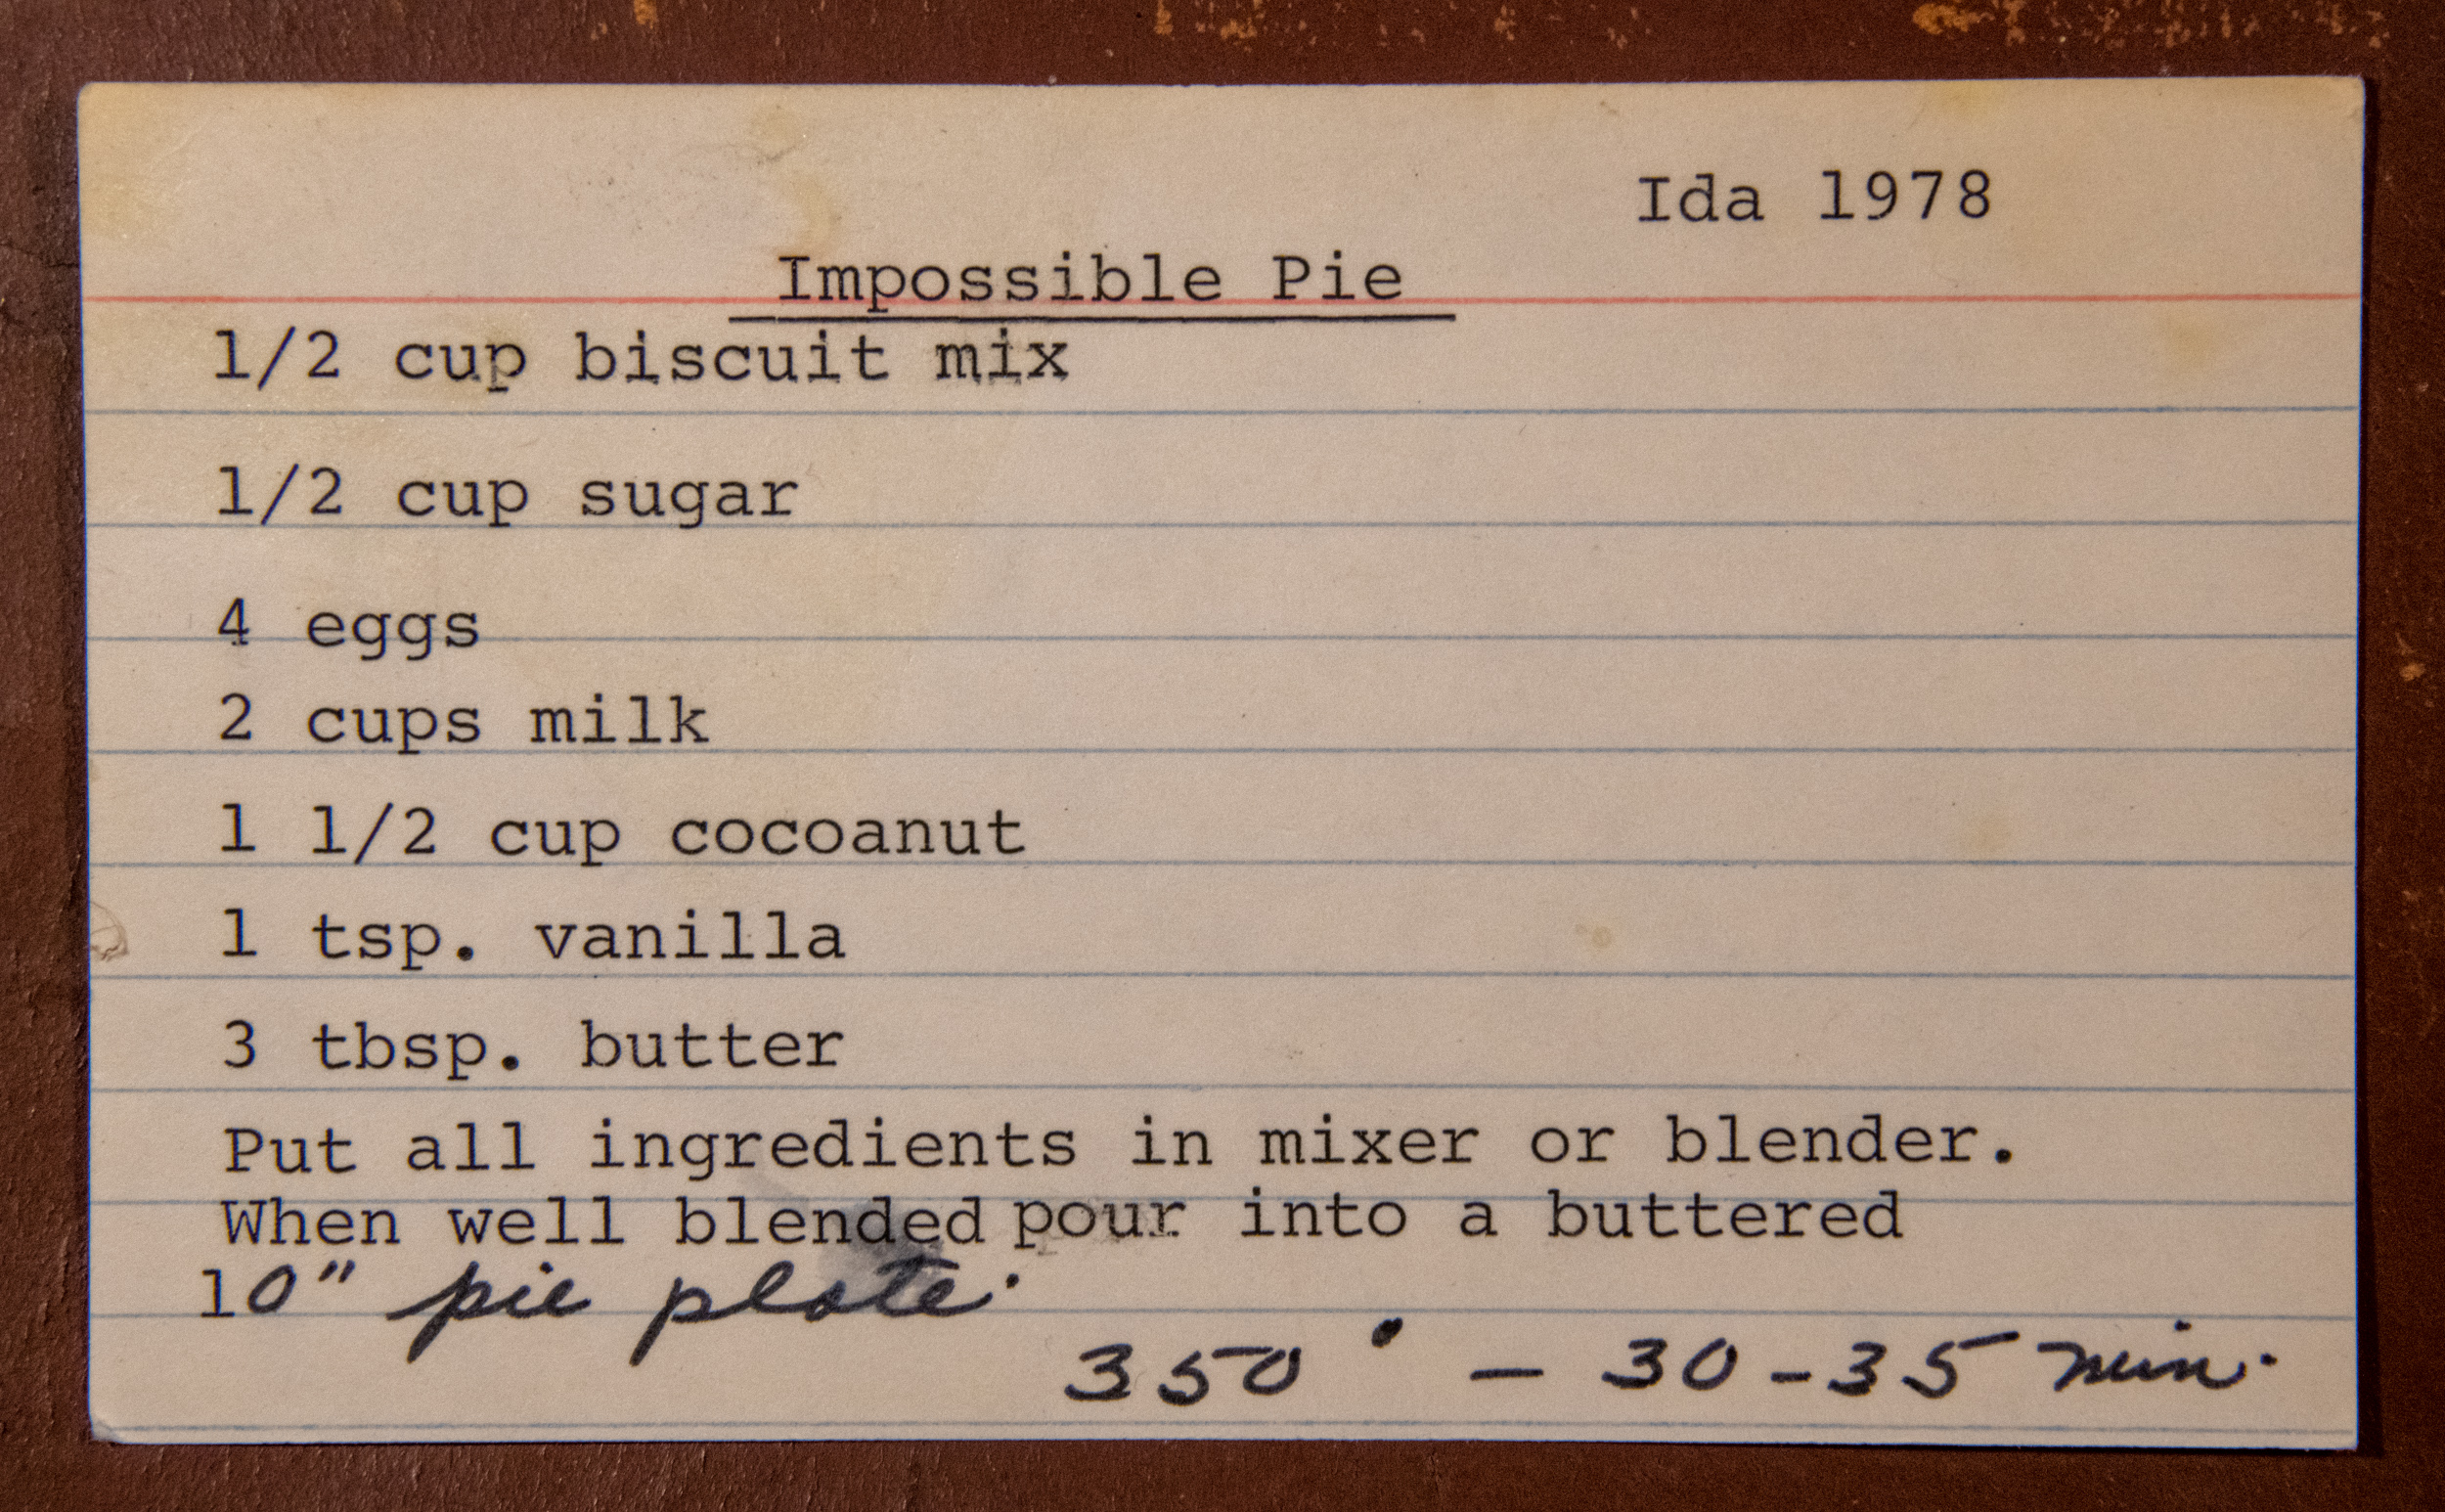 Ida 1978
Impossible Pie
1/2 cup biscuit mix
1/2 cup sugar
4 eggs
2 cups milk
1 1/2 cup cocoanut
1 tsp. vanilla
3 tbsp. butter
Put all ingredients in mixer or blender.
When well blended pour into a buttered
10" pie plate.
350° - 30-35 min.